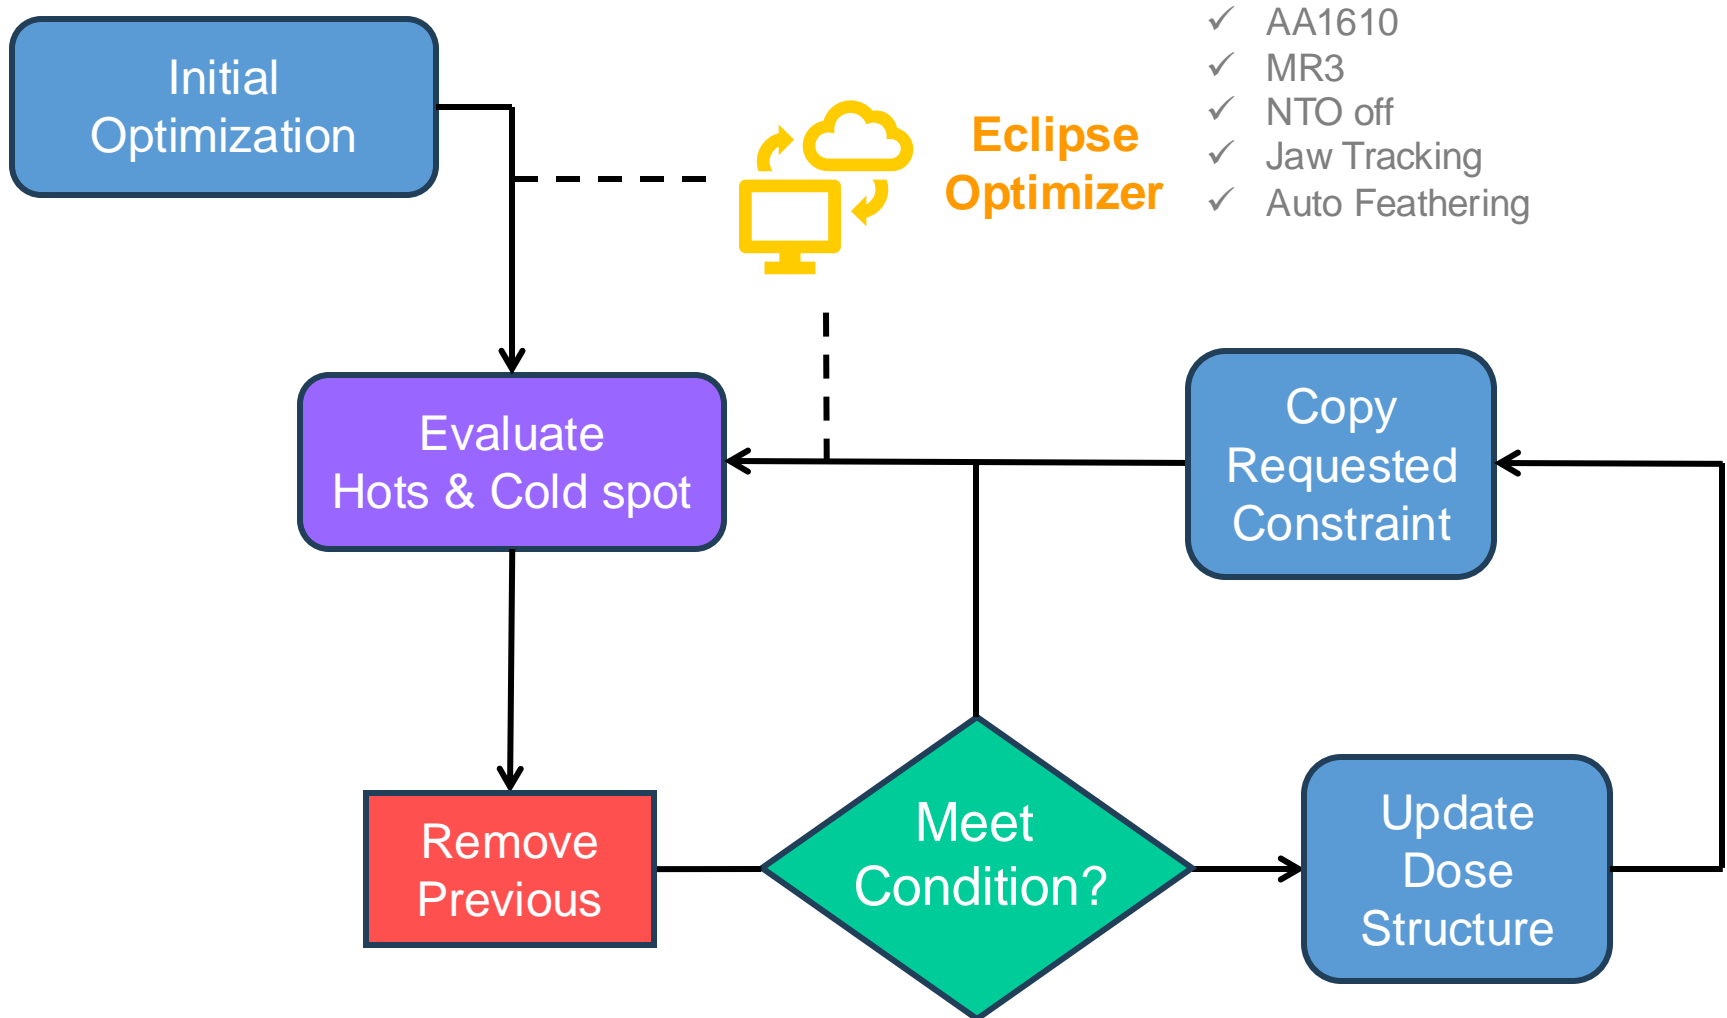 Initial
Optimization
Eclipse
Optimizer
AA1610
MR3
NTO off
Jaw Tracking
Auto Feathering
Evaluate
Hots & Cold spot
Copy
Requested
Constraint
Remove
Previous
Meet
Condition?
Update
Dose
Structure